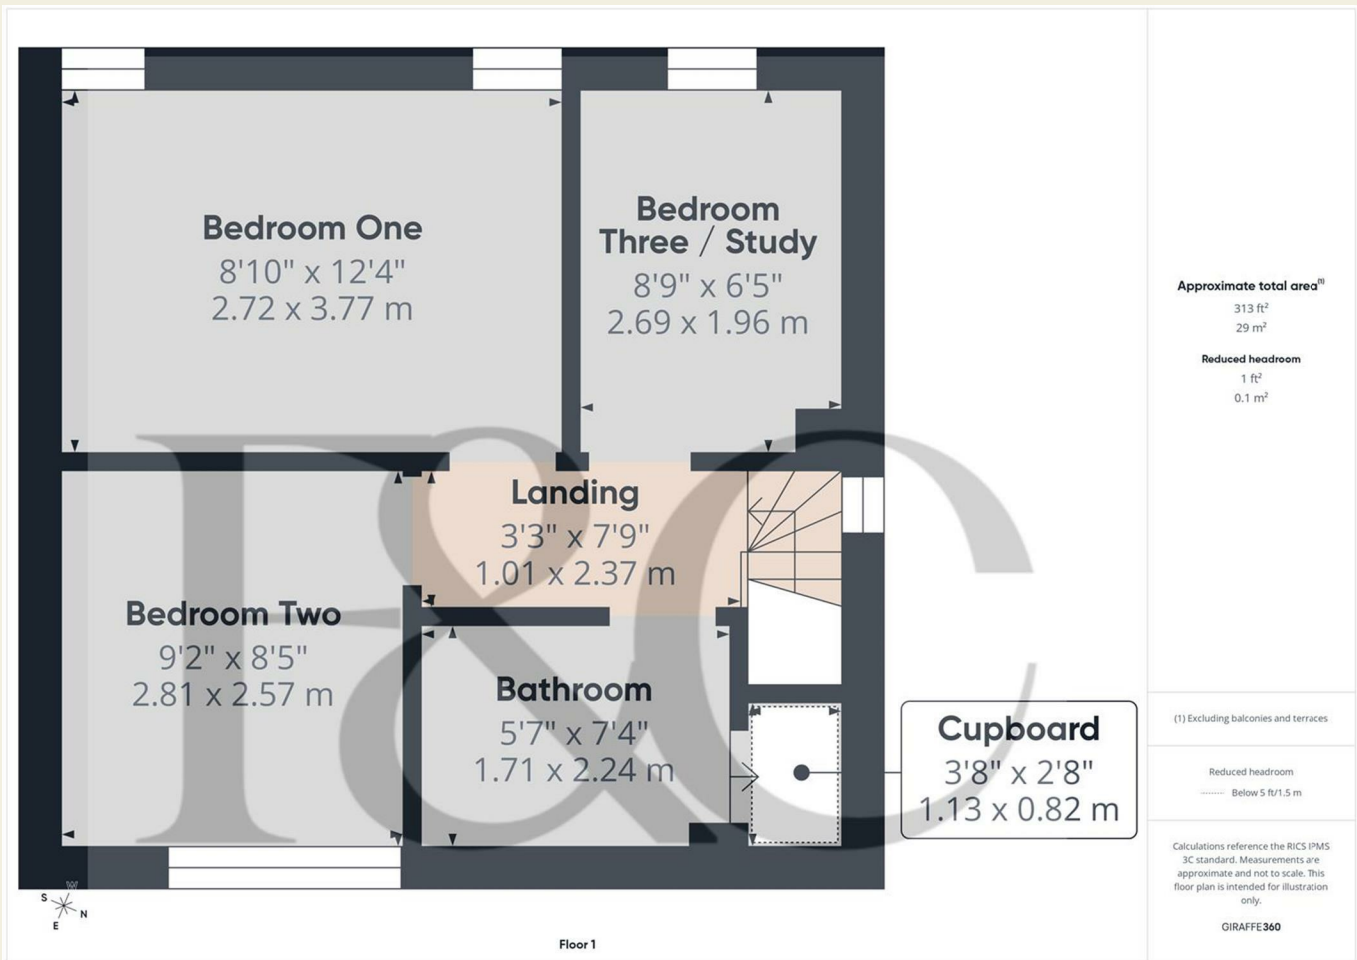 Bedroom One
8'10" x 12'4"
2.72 x 3.77 m
Bedroom
Three / Study
8'9" x 6'5"
2.69 x 1.96 m
Landing
3'3" x 7'9"
1.01 x 2.37 m
Bedroom Two
9'2" x 8'5"
2.81 x 2.57 m
Bathroom
5'7" x 7'4"
1.71 x 2.24 m
Cupboard
3'8" x 2'8"
1.13 x 0.82 m
F&C
W
S
N
E
Floor 1
Approximate total area(1)
313 ft²
29 m²
Reduced headroom
1 ft²
0.1 m²
(1) Excluding balconies and terraces
Reduced headroom
Below 5 ft/1.5 m
Calculations reference the RICS IPMS
3C standard. Measurements are
approximate and not to scale. This
floor plan is intended for illustration
only.
GIRAFFE360